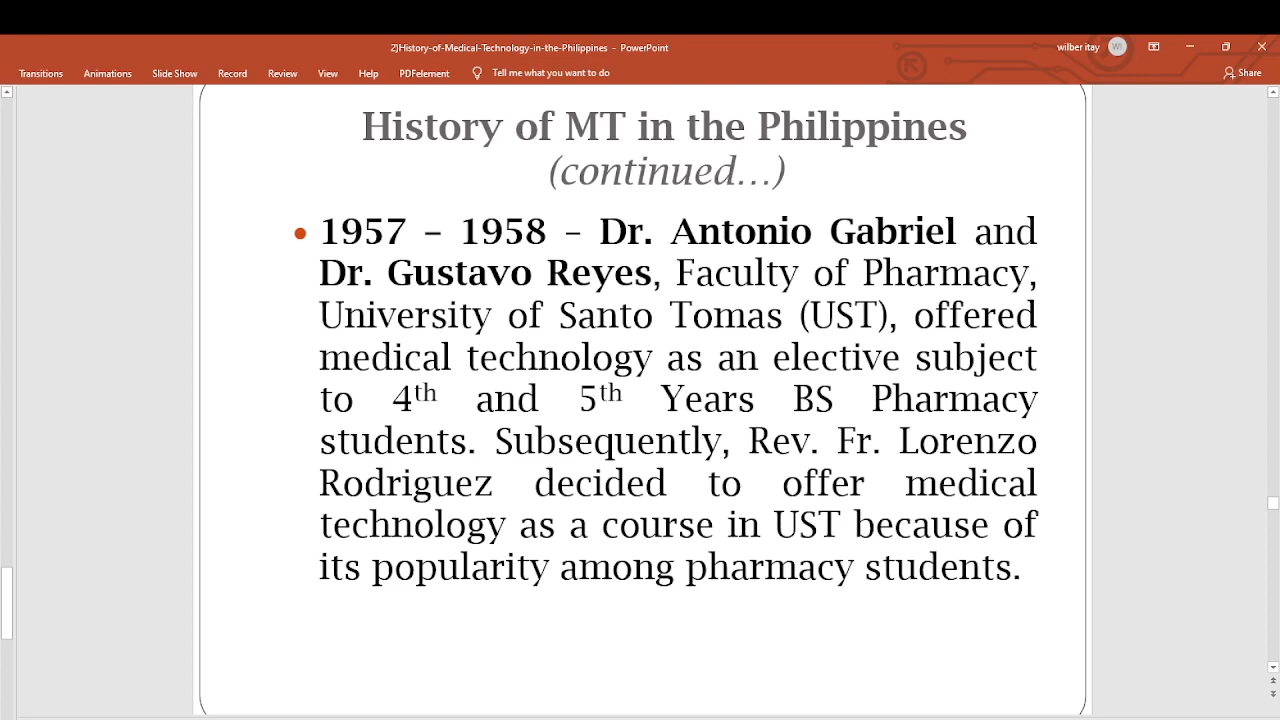 2)History-of-Medical-Technology-in-the-Philippines - PowerPoint
wilber itay
WI
Transitions Animations Slide Show Record Review View Help PDFelement Tell me what you want to do
Share
History of MT in the Philippines
(continued…)
• 1957 – 1958 – Dr. Antonio Gabriel and
Dr. Gustavo Reyes, Faculty of Pharmacy,
University of Santo Tomas (UST), offered
medical technology as an elective subject
to 4th and 5th Years BS Pharmacy
students. Subsequently, Rev. Fr. Lorenzo
Rodriguez decided to offer medical
technology as a course in UST because of
its popularity among pharmacy students.